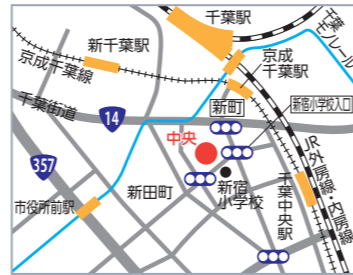 千葉駅
千葉
モノレール
新千葉駅
京成千葉線
京成
千葉駅
千葉街道
14
新町
新宿小学校入口
中央
357
新田町
新宿
小学校
市役所前駅
千葉中央駅
JR外房線・内房線